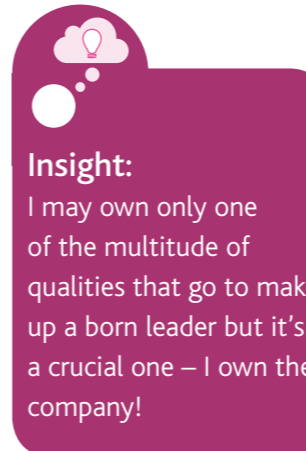 Insight:
I may own only one
of the multitude of
qualities that go to mak
up a born leader but it's
a crucial one – I own the
company!